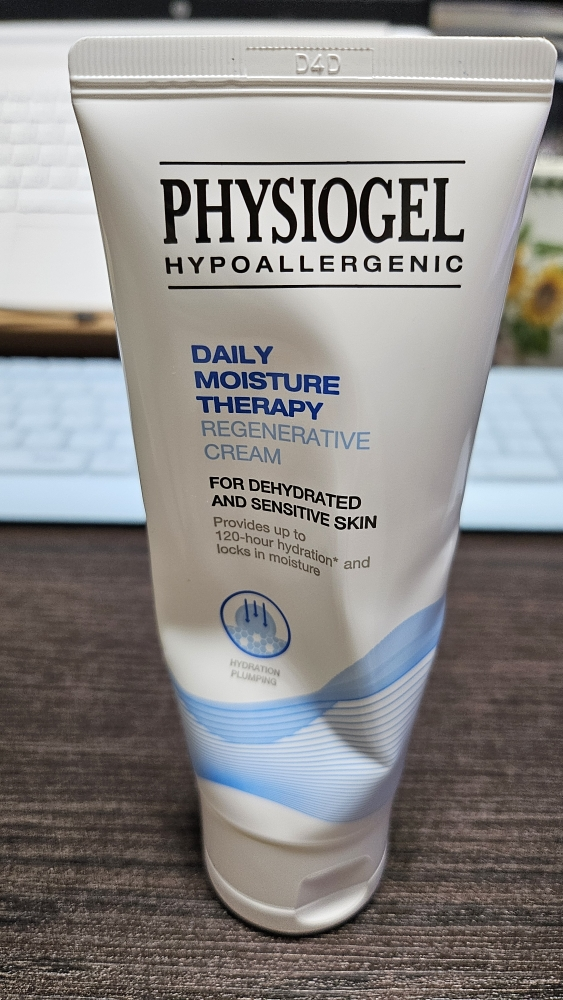 D4D
PHYSIOGEL
HYPOALLERGENIC
DAILY
MOISTURE
THERAPY
REGENERATIVE
CREAM
FOR DEHYDRATED
AND SENSITIVE SKIN
Provides up to
120-hour hydration* and
locks in moisture
HYDRATION
PLUMPING